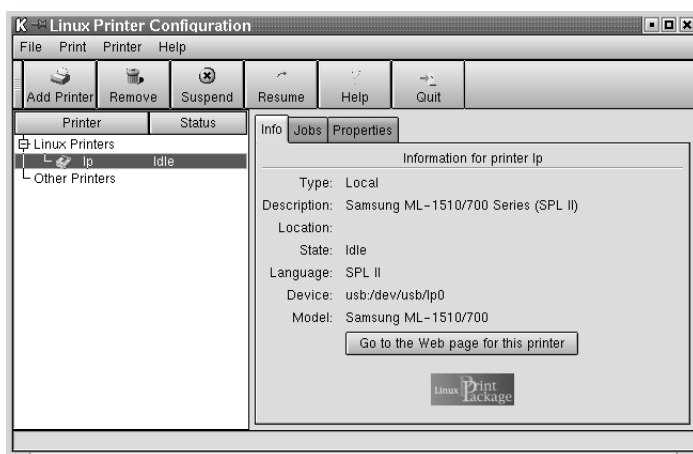 Linux Printer Configuration
File Print Printer Help
Add Printer Remove Suspend Resume Help Quit
Printer Status
Linux Printers
lp Idle
Other Printers
Info Jobs Properties
Information for printer lp
Type: Local
Description: Samsung ML-1510/700 Series (SPL II)
Location:
State: Idle
Language: SPL II
Device: usb:/dev/usb/lp0
Model: Samsung ML-1510/700
Go to the Web page for this printer
Linux Print Package